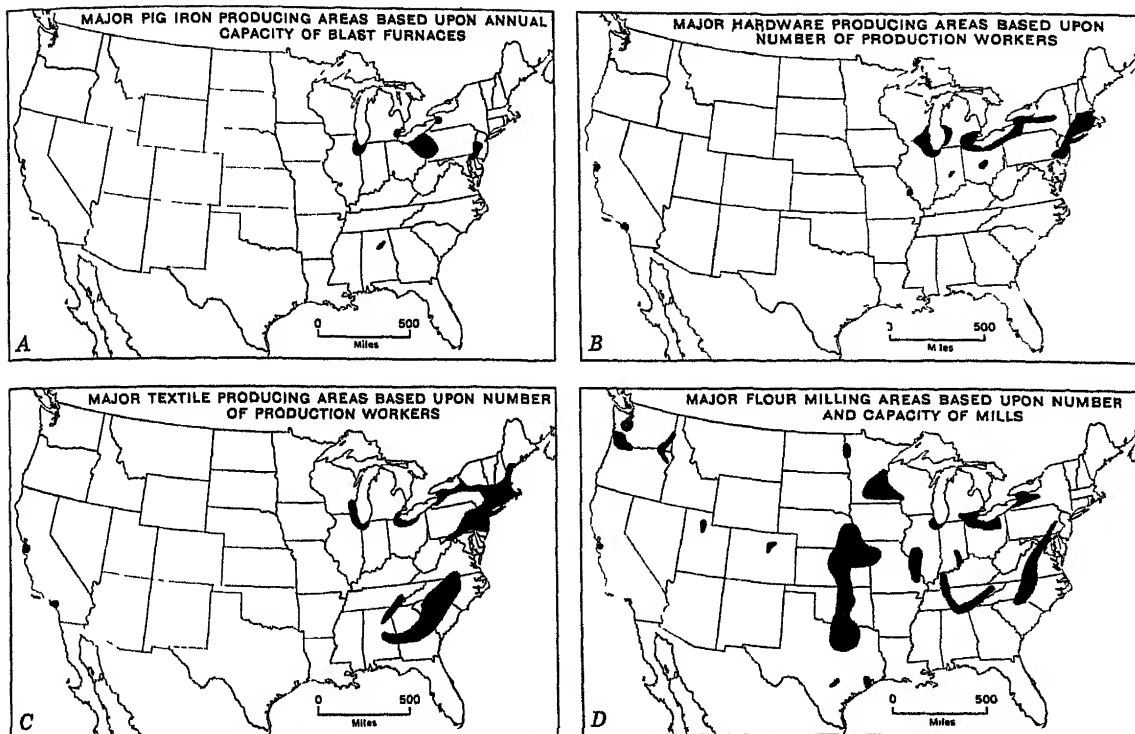 MAJOR PIG IRON PRODUCING AREAS BASED UPON ANNUAL
CAPACITY OF BLAST FURNACES
0 500
Miles
A
MAJOR HARDWARE PRODUCING AREAS BASED UPON
NUMBER OF PRODUCTION WORKERS
0 500
M les
B
MAJOR TEXTILE PRODUCING AREAS BASED UPON NUMBER
OF PRODUCTION WORKERS
0 500
Miles
C
MAJOR FLOUR MILLING AREAS BASED UPON NUMBER
AND CAPACITY OF MILLS
0 500
Miles
D